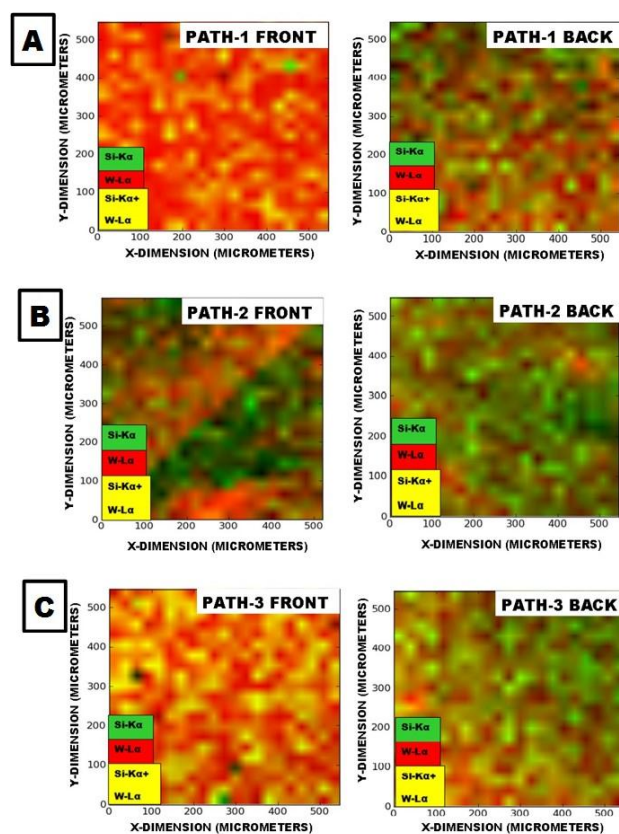 A
PATH-1 FRONT
Y-DIMENSION (MICROMETERS)
500
400
300
200
100
0
Si-Kα
W-Lα
Si-Kα+
W-Lα
0 100 200 300 400 500
X-DIMENSION (MICROMETERS)
PATH-1 BACK
Y-DIMENSION (MICROMETERS)
500
400
300
200
100
0
Si-Kα
W-Lα
Si-Kα+
W-Lα
0 100 200 300 400 500
X-DIMENSION (MICROMETERS)
B
PATH-2 FRONT
Y-DIMENSION (MICROMETERS)
500
400
300
200
100
0
Si-Kα
W-Lα
Si-Kα+
W-Lα
0 100 200 300 400 500
X-DIMENSION (MICROMETERS)
PATH-2 BACK
Y-DIMENSION (MICROMETERS)
500
400
300
200
100
0
Si-Kα
W-Lα
Si-Kα+
W-Lα
0 100 200 300 400 500
X-DIMENSION (MICROMETERS)
C
PATH-3 FRONT
Y-DIMENSION (MICROMETERS)
500
400
300
200
100
0
Si-Kα
W-Lα
Si-Kα+
W-Lα
0 100 200 300 400 500
X-DIMENSION (MICROMETERS)
PATH-3 BACK
Y-DIMENSION (MICROMETERS)
500
400
300
200
100
0
Si-Kα
W-Lα
Si-Kα+
W-Lα
0 100 200 300 400 500
X-DIMENSION (MICROMETERS)